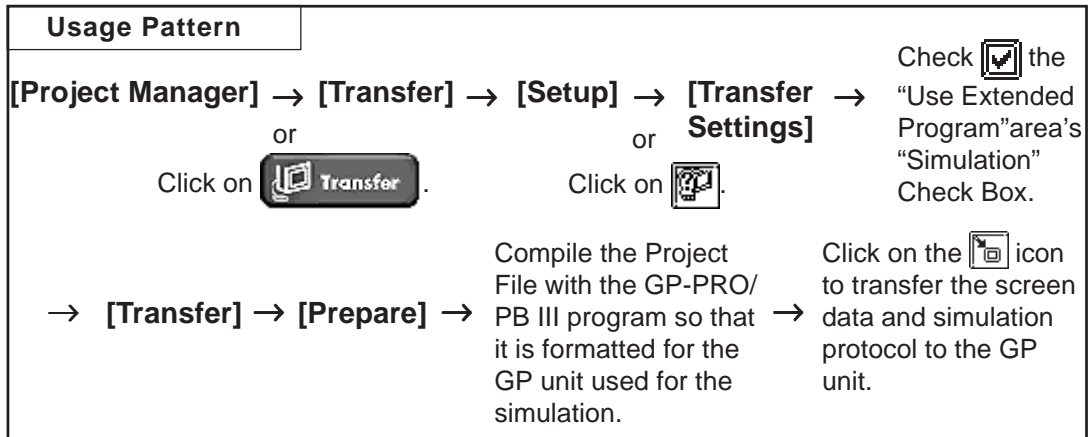 Usage Pattern
[Project Manager] → [Transfer] → [Setup] → [Transfer Settings] →
or
Click on Transfer .
or
Click on .
Check the
“Use Extended
Program”area’s
“Simulation”
Check Box.
→ [Transfer] → [Prepare] →
Compile the Project
File with the GP-PRO/
PB III program so that
it is formatted for the
GP unit used for the
simulation.
→
Click on the icon
to transfer the screen
data and simulation
protocol to the GP
unit.